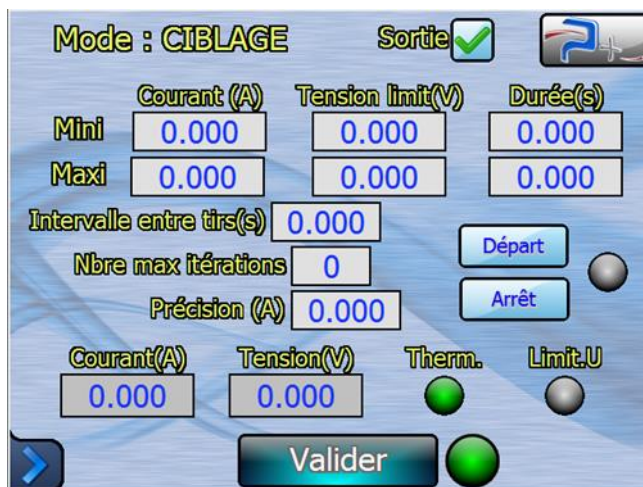 Mode : CIBLAGE Sortie
Courant (A) Tension limit(V) Durée(s)
Mini 0.000 0.000 0.000
Maxi 0.000 0.000 0.000
Intervalle entre tirs(s) 0.000
Nbre max itérations 0
Départ
Précision (A) 0.000
Arrêt
Courant(A) Tension(V) Therm. Limit.U
0.000 0.000
Valider